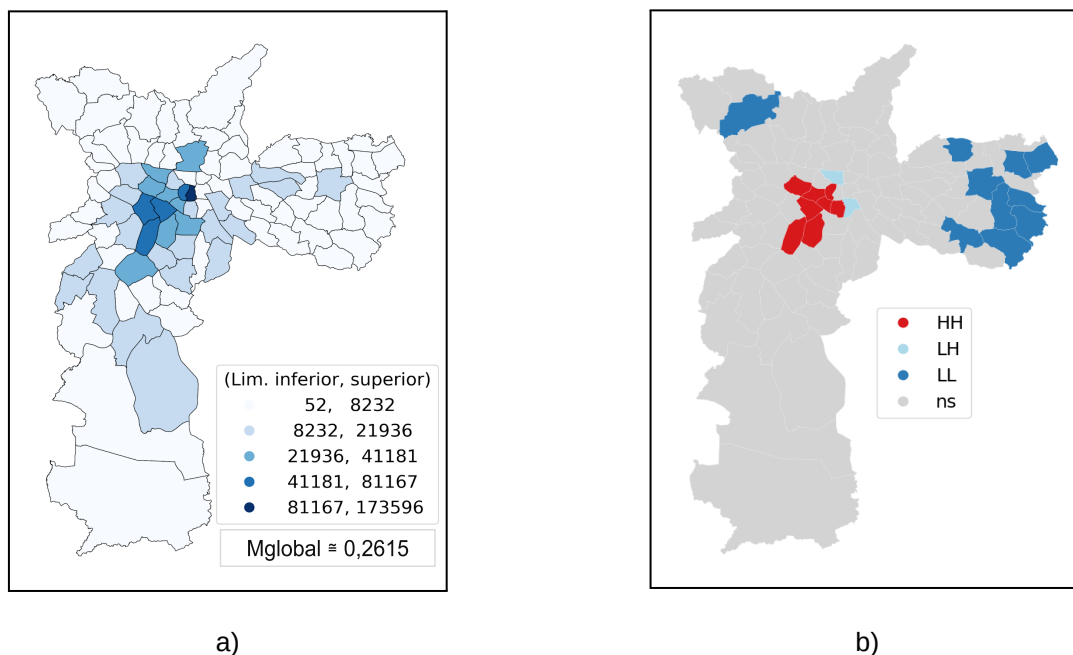 (Lim. inferior, superior)
52, 8232
8232, 21936
21936, 41181
41181, 81167
81167, 173596
Mglobal ≅ 0,2615
HH
LH
LL
ns
a)
b)